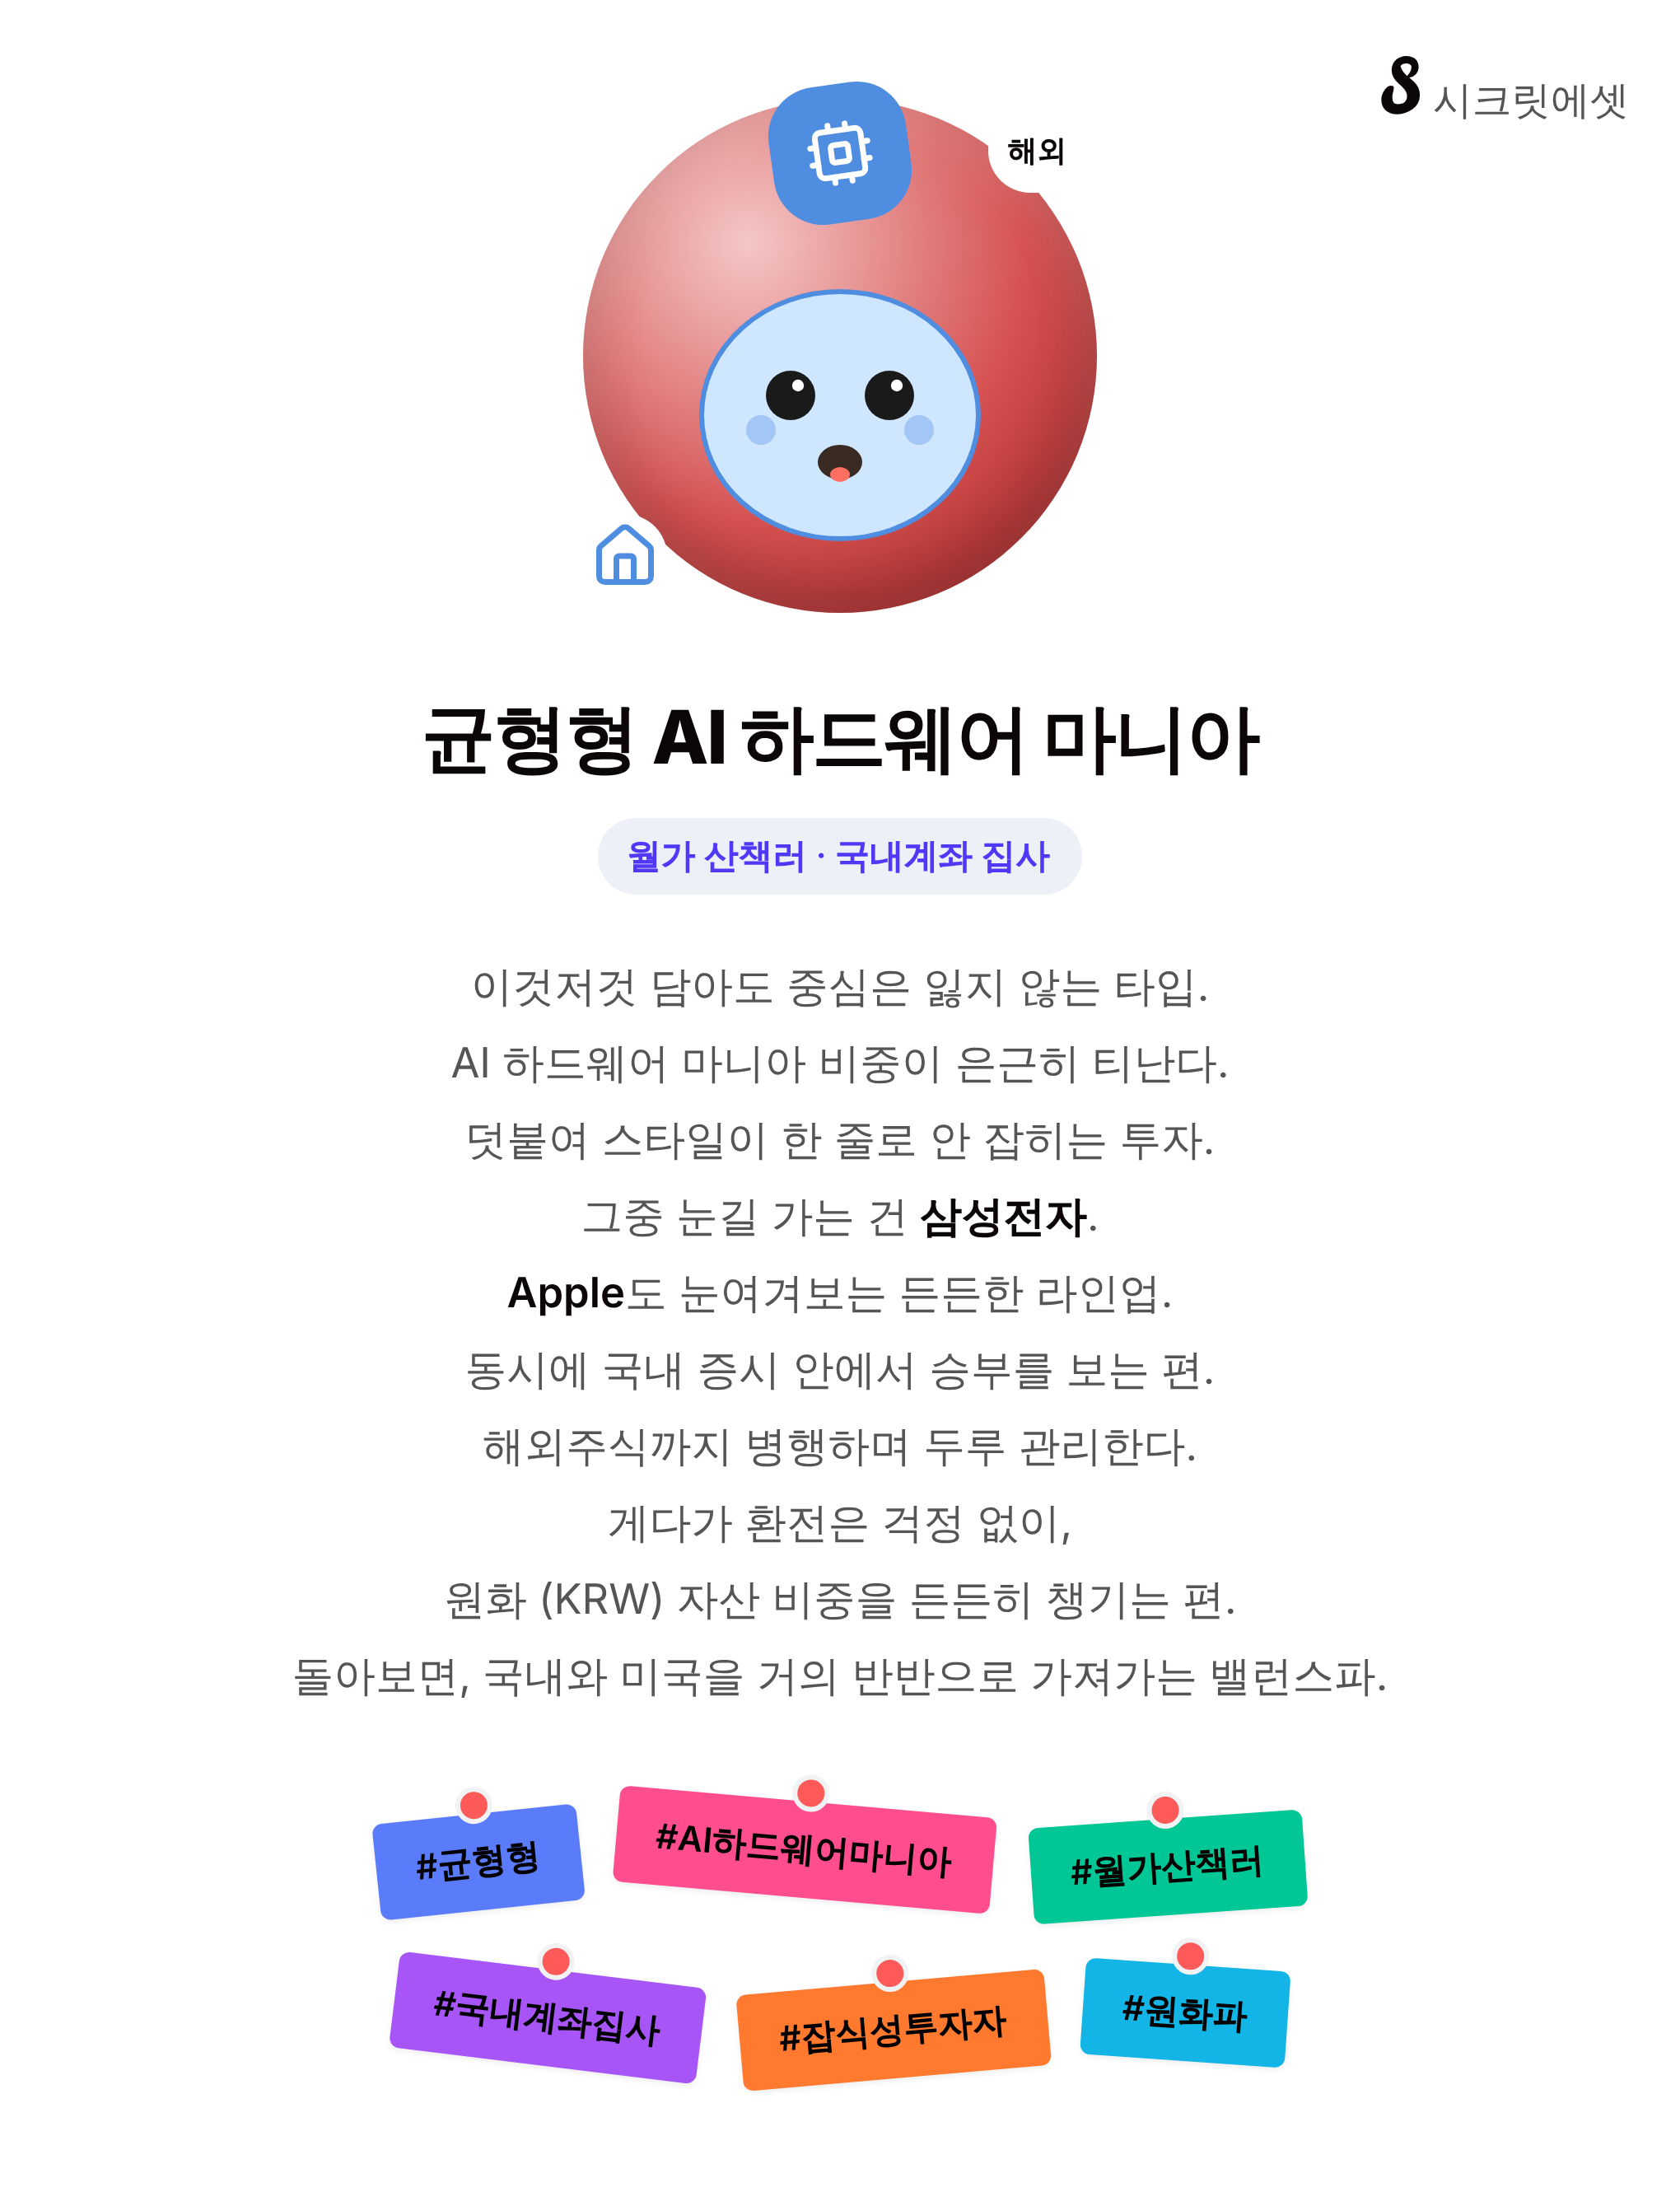 시크릿에셋
해외
균형형 AI 하드웨어 마니아
월가 산책러 · 국내계좌 집사
이것저것 담아도 중심은 잃지 않는 타입.
AI 하드웨어 마니아 비중이 은근히 티난다.
덧붙여 스타일이 한 줄로 안 잡히는 투자.
그중 눈길 가는 건 삼성전자.
Apple도 눈여겨보는 든든한 라인업.
동시에 국내 증시 안에서 승부를 보는 편.
해외주식까지 병행하며 두루 관리한다.
게다가 환전은 걱정 없이,
원화 (KRW) 자산 비중을 든든히 챙기는 편.
돌아보면, 국내와 미국을 거의 반반으로 가져가는 밸런스파.
#균형형
#AI하드웨어마니아
#월가산책러
#국내계좌집사
#잡식성투자자
#원화파